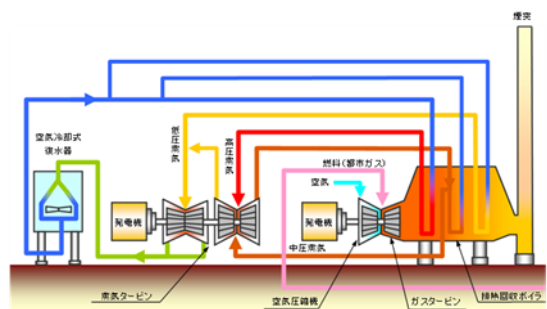 煙突
空気冷却式
復水器
低圧蒸気
高圧蒸気
燃料(都市ガス)
空気
発電機
発電機
中圧蒸気
蒸気タービン
空気圧縮機
ガスタービン
排熱回収ボイラ